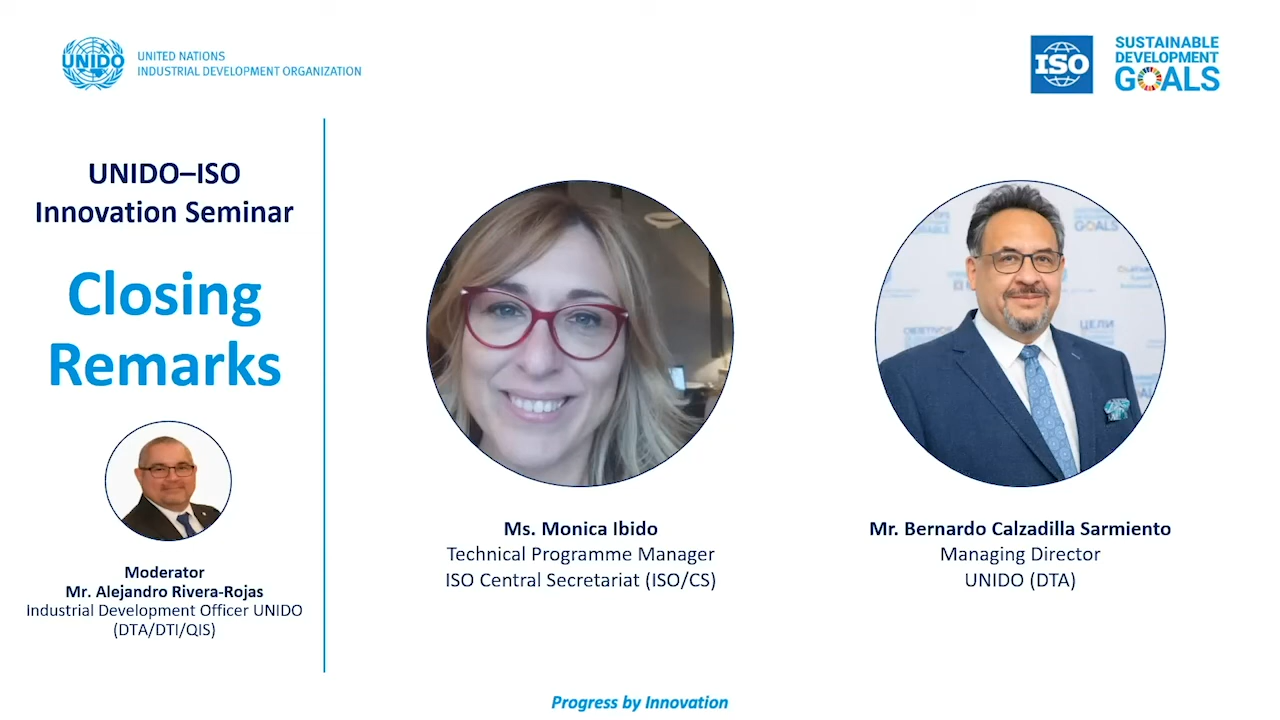 UNIDO
UNITED NATIONS
INDUSTRIAL DEVELOPMENT ORGANIZATION
ISO
SUSTAINABLE
DEVELOPMENT
GOALS
UNIDO–ISO
Innovation Seminar
Closing
Remarks
Moderator
Mr. Alejandro Rivera-Rojas
Industrial Development Officer UNIDO
(DTA/DTI/QIS)
Ms. Monica Ibido
Technical Programme Manager
ISO Central Secretariat (ISO/CS)
GOALS
ЦЕЛИ
Mr. Bernardo Calzadilla Sarmiento
Managing Director
UNIDO (DTA)
Progress by Innovation